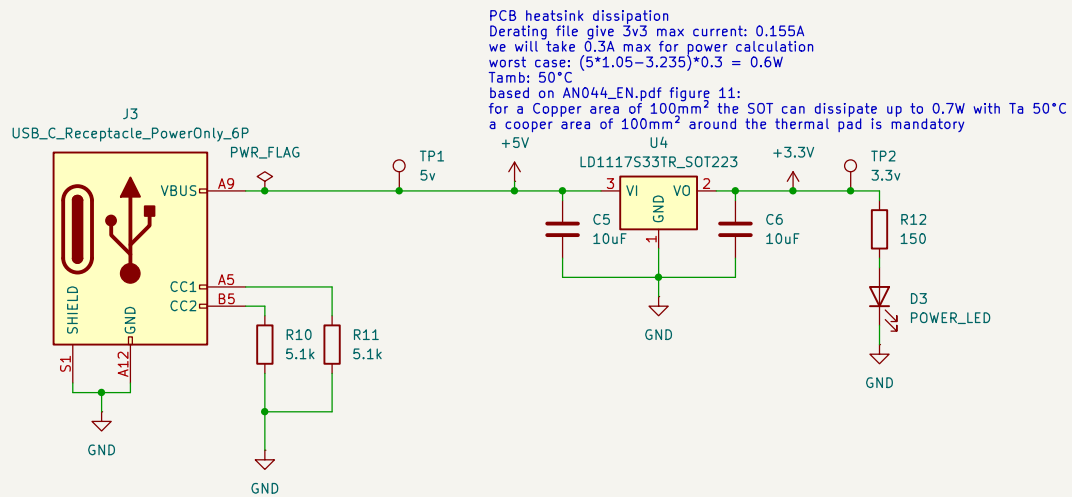 PCB heatsink dissipation
Derating file give 3v3 max current: 0.155A
we will take 0.3A max for power calculation
worst case: (5*1.05-3.235)*0.3 = 0.6W
Tamb: 50°C
based on AN044_EN.pdf figure 11:
for a Copper area of 100mm² the SOT can dissipate up to 0.7W with Ta 50°C
a cooper area of 100mm² around the thermal pad is mandatory
J3
USB_C_Receptacle_PowerOnly_6P
PWR_FLAG
TP1
5v
+5V
U4
LD1117S33TR_SOT223
+3.3V
TP2
3.3v
VBUS
A9
3
VI
VO
2
GND
1
C5
10uF
C6
10uF
R12
150
CC1
A5
CC2
B5
SHIELD
GND
S1
A12
R10
5.1k
R11
5.1k
D3
POWER_LED
GND
GND
GND
GND